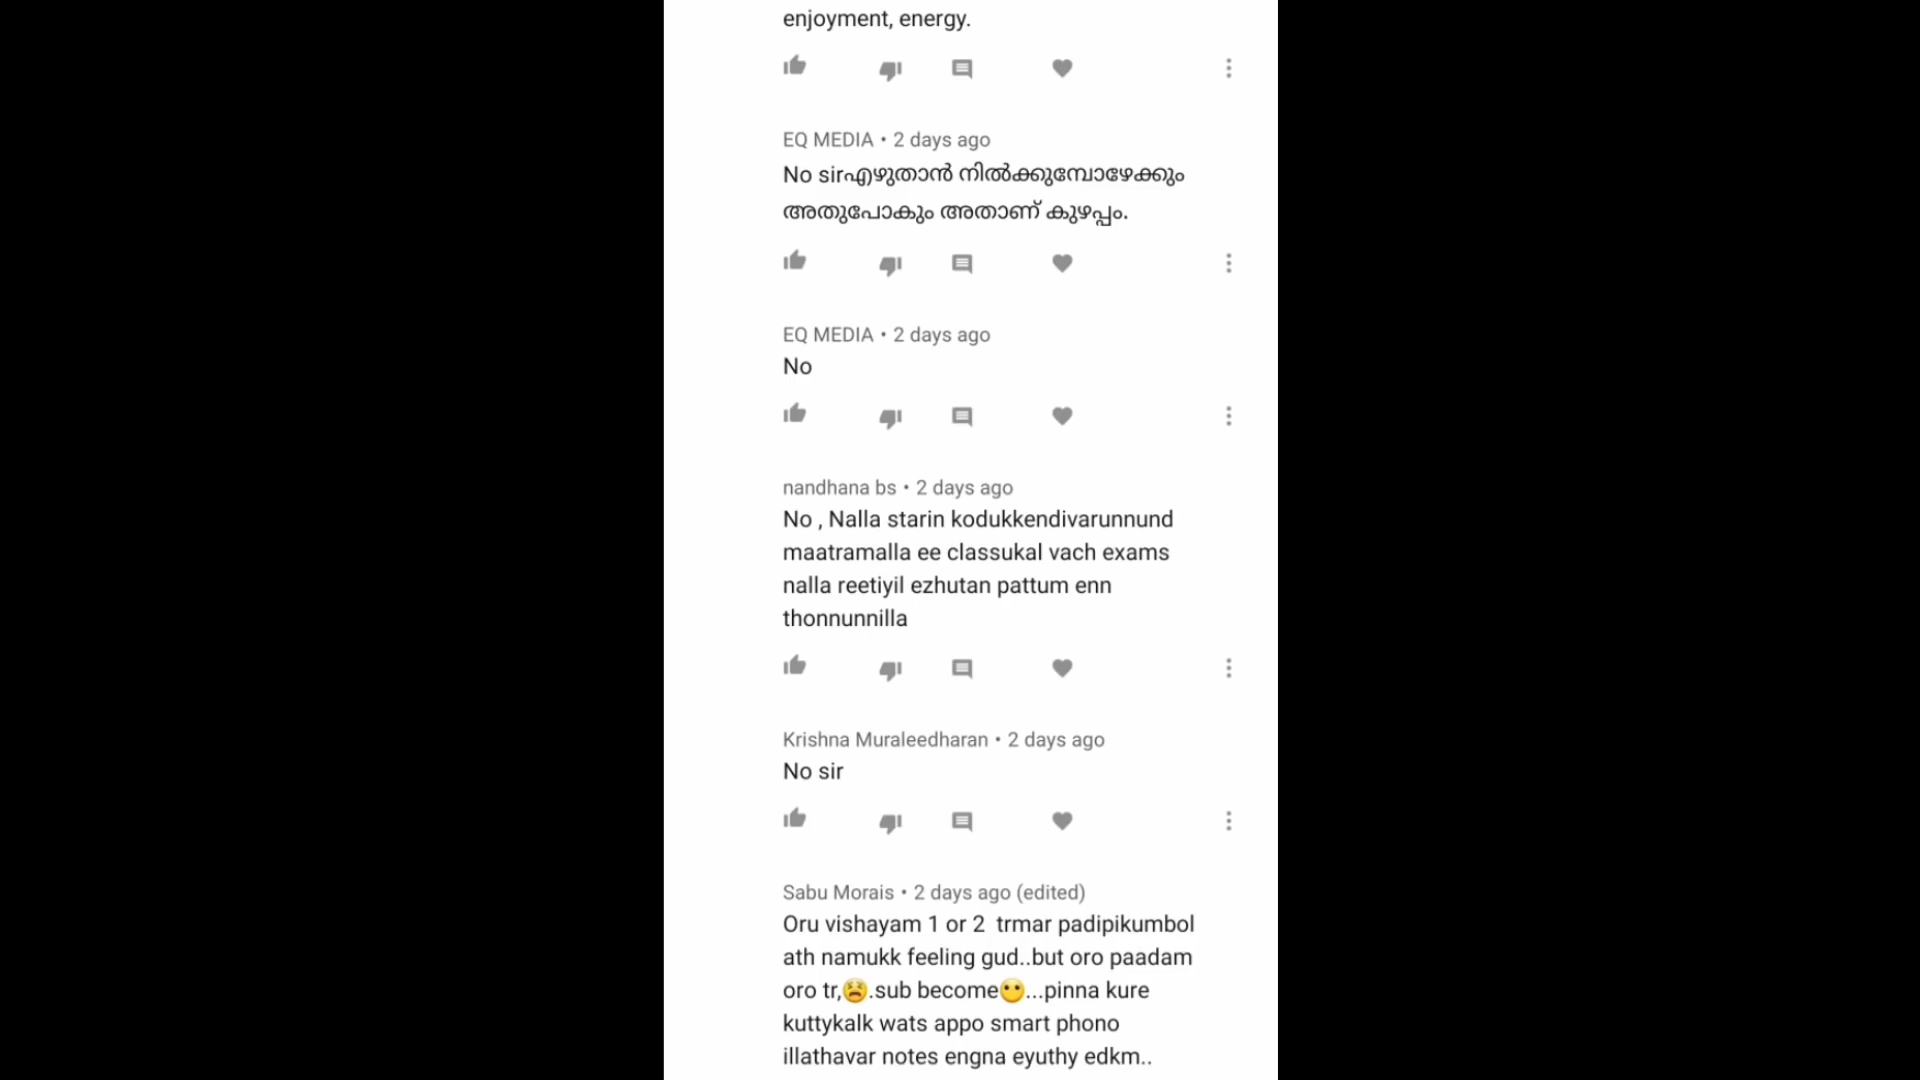 enjoyment, energy.
EQ MEDIA • 2 days ago
No sirഎഴുതാൻ നിൽക്കുമ്പോഴേക്കും
അതുപോകും അതാണ് കുഴപ്പം.
EQ MEDIA • 2 days ago
No
nandhana bs • 2 days ago
No , Nalla starin kodukkendivarunnund
maatramalla ee classukal vach exams
nalla reetiyil ezhutan pattum enn
thonnunnilla
Krishna Muraleedharan • 2 days ago
No sir
Sabu Morais • 2 days ago (edited)
Oru vishayam 1 or 2  trmar padipikumbol
ath namukk feeling gud..but oro paadam
oro tr,😫.sub become😶...pinna kure
kuttykalk wats appo smart phono
illathavar notes engna eyuthy edkm..